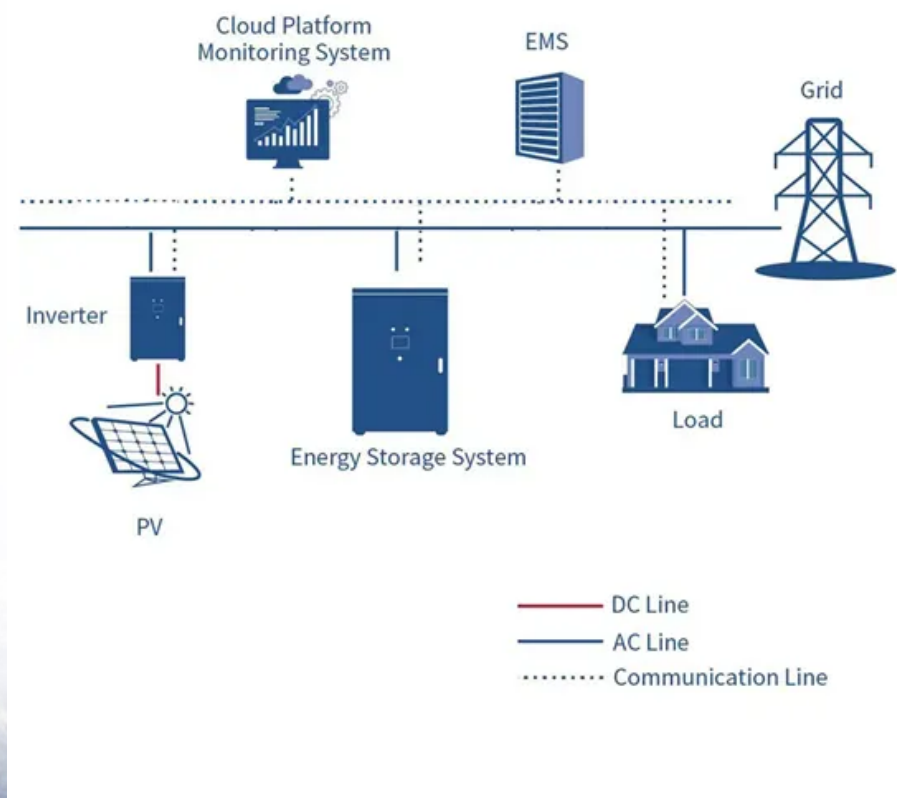 Cloud Platform
Monitoring System
EMS
Grid
Inverter
Load
Energy Storage System
PV
DC Line
AC Line
Communication Line